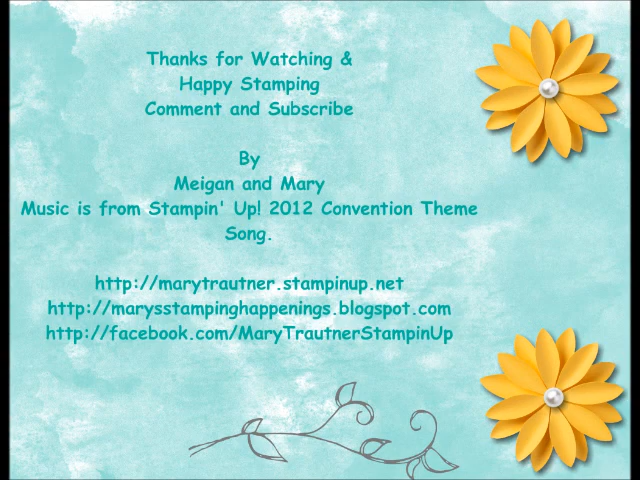 Thanks for Watching &
Happy Stamping
Comment and Subscribe
By
Meigan and Mary
Music is from Stampin' Up! 2012 Convention Theme
Song.
http://marytrautner.stampinup.net
http://marysstampinghappenings.blogspot.com
http://facebook.com/MaryTrautnerStampinUp